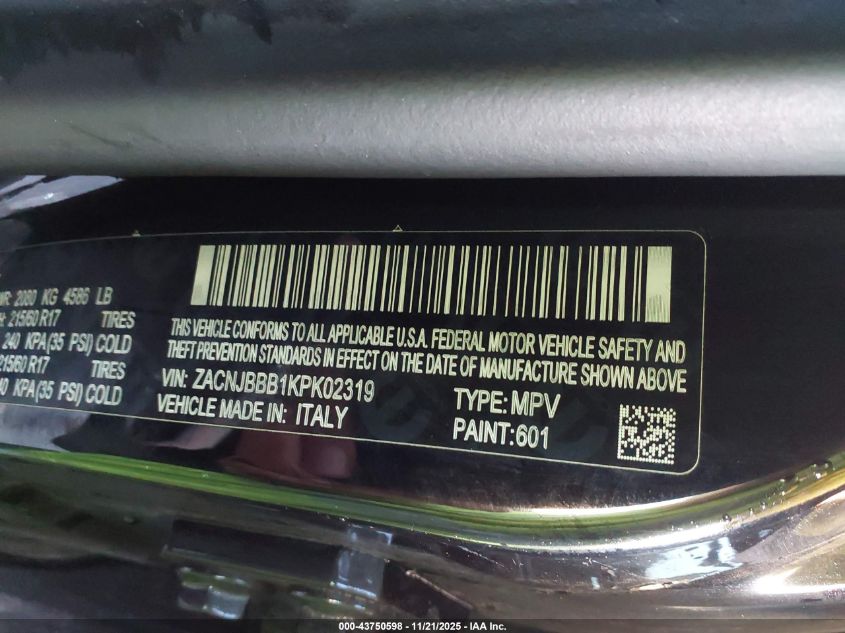 2080 KG 4586 LB
215/60 R17 TIRES
240 KPA(35 PSI) COLD
215/60 R17 TIRES
KPA(35 PSI) COLD
THIS VEHICLE CONFORMS TO ALL APPLICABLE U.S.A. FEDERAL MOTOR VEHICLE SAFETY AND
THEFT PREVENTION STANDARDS IN EFFECT ON THE DATE OF MANUFACTURE SHOWN ABOVE
VIN: ZACNJBBB1KPK02319
TYPE:MPV
VEHICLE MADE IN: ITALY
PAINT:601
000-43750598 - 11/21/2025 - IAA Inc.